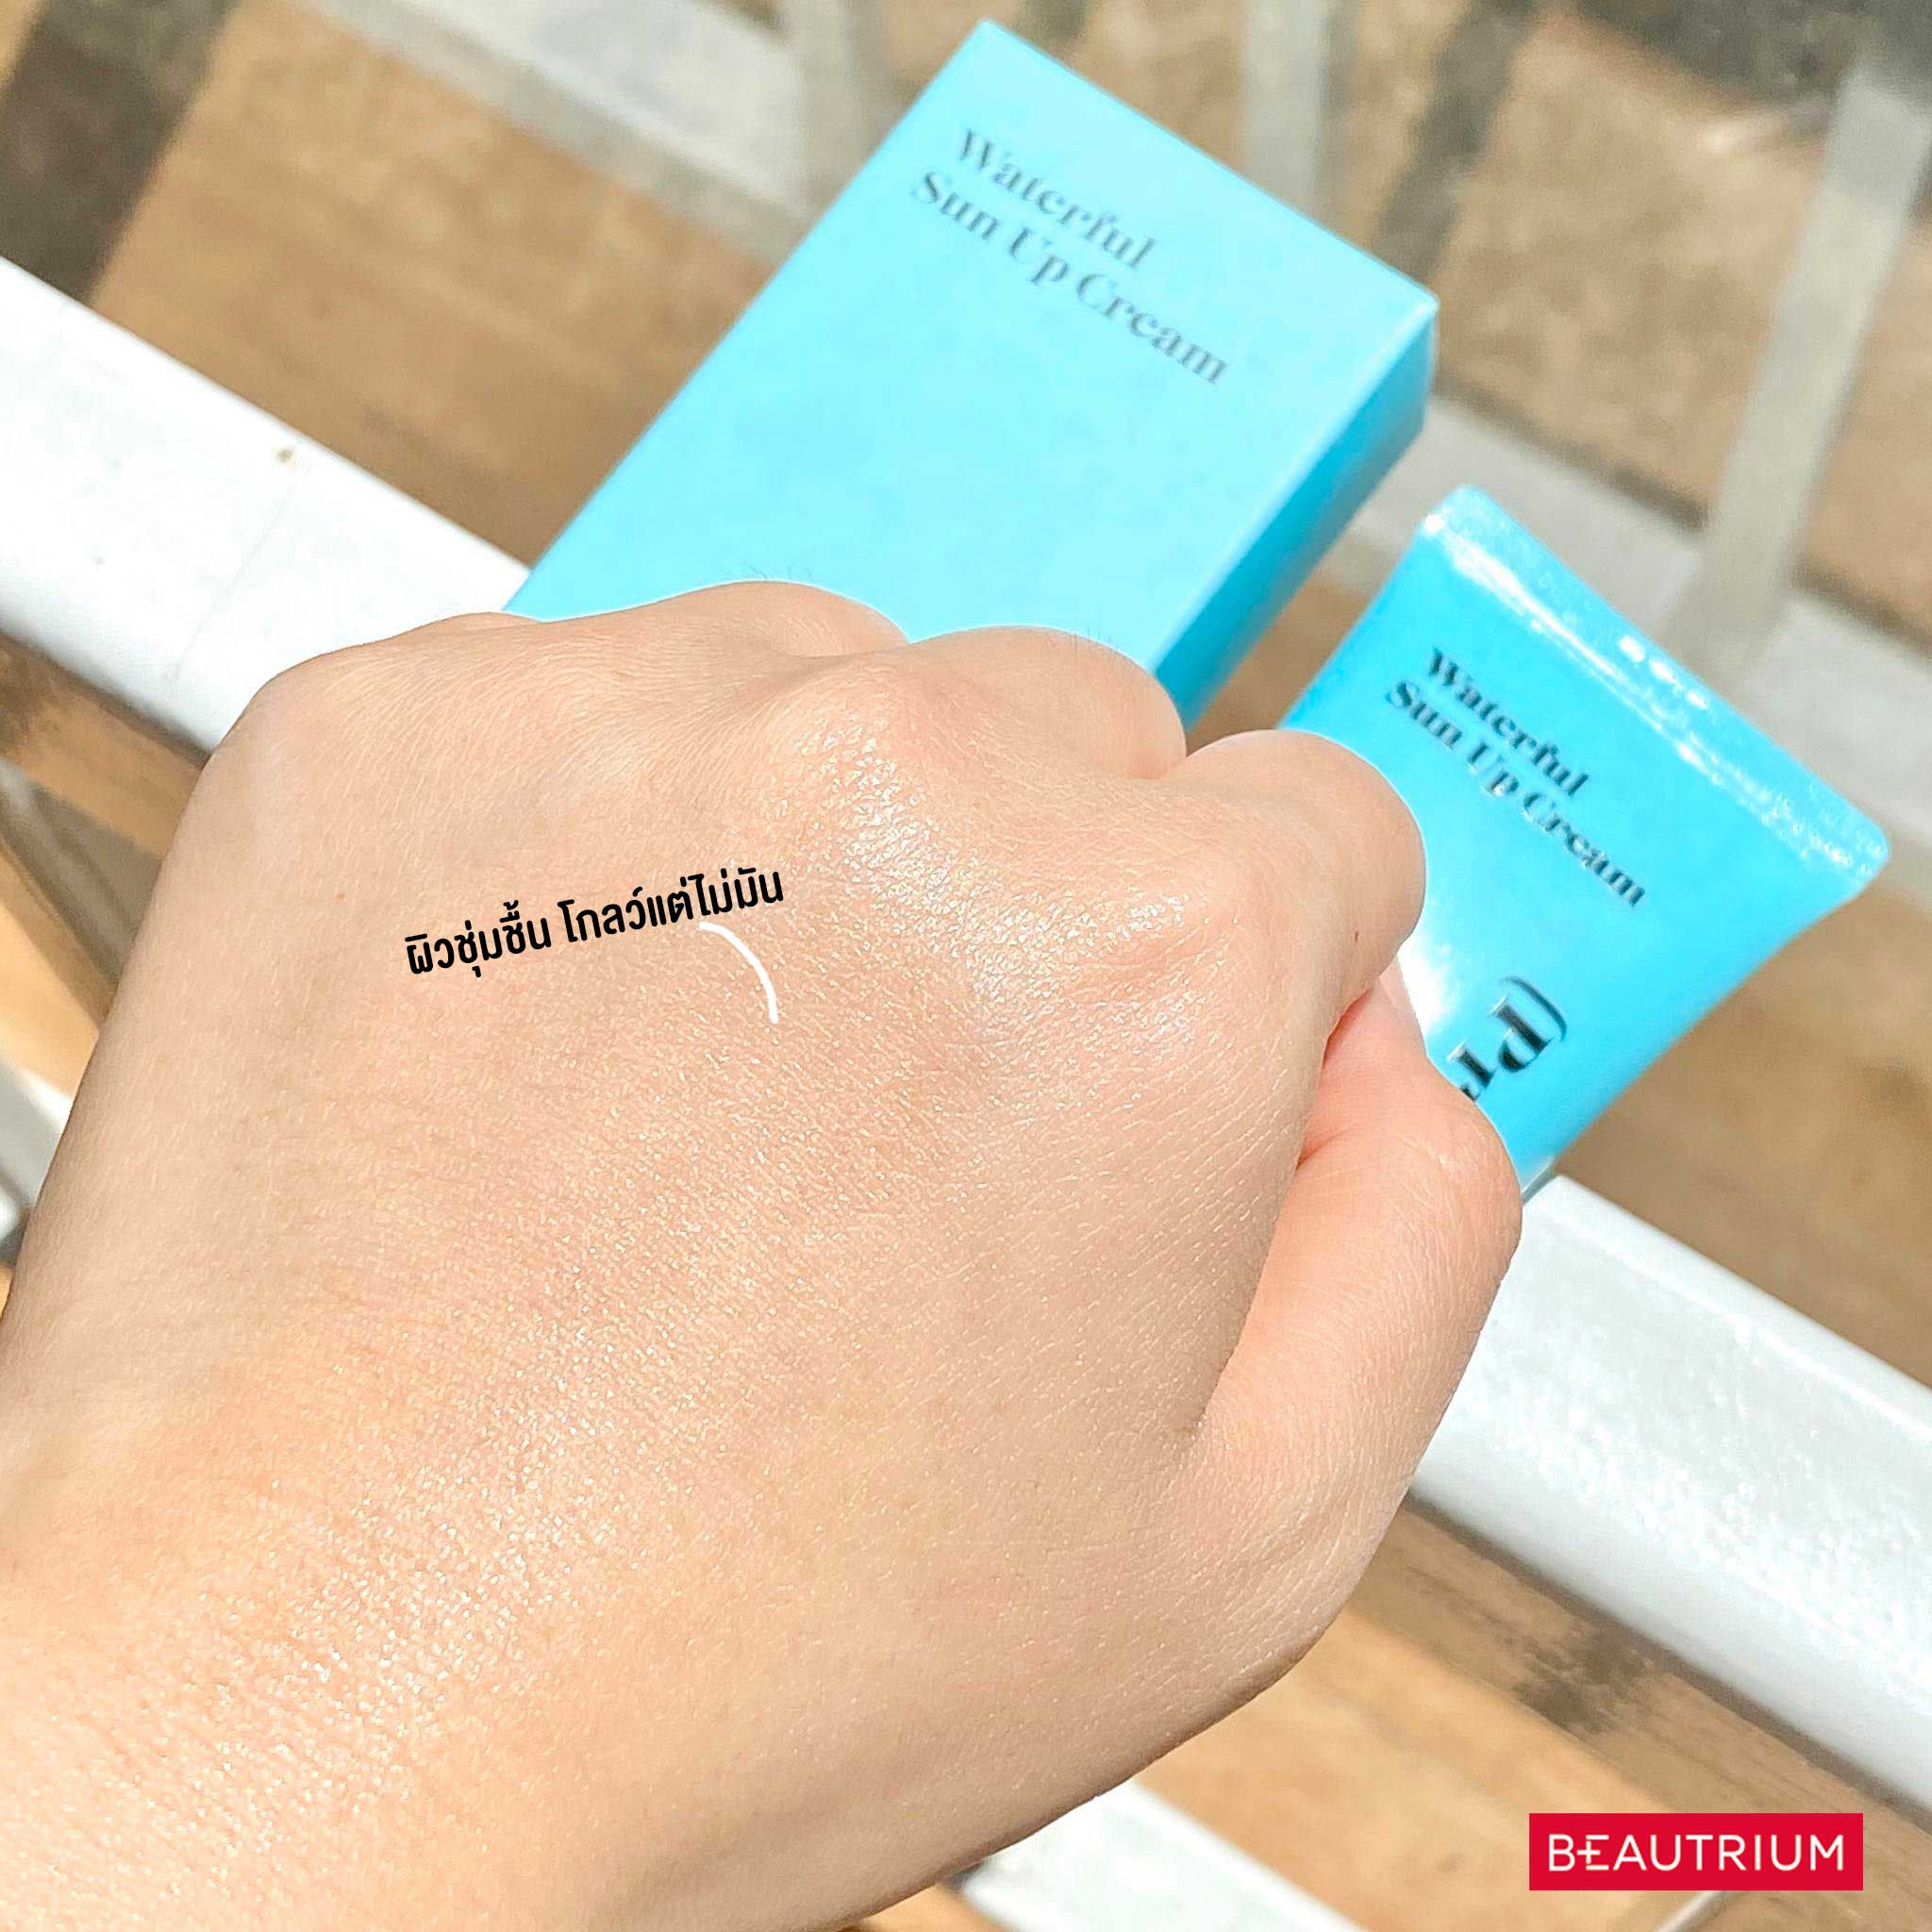 Waterful
Sun Up Cream
Waterful
Sun Up Cream
ผิวชุ่มชื้น โกลว์แต่ไม่มัน
BEAUTRIUM